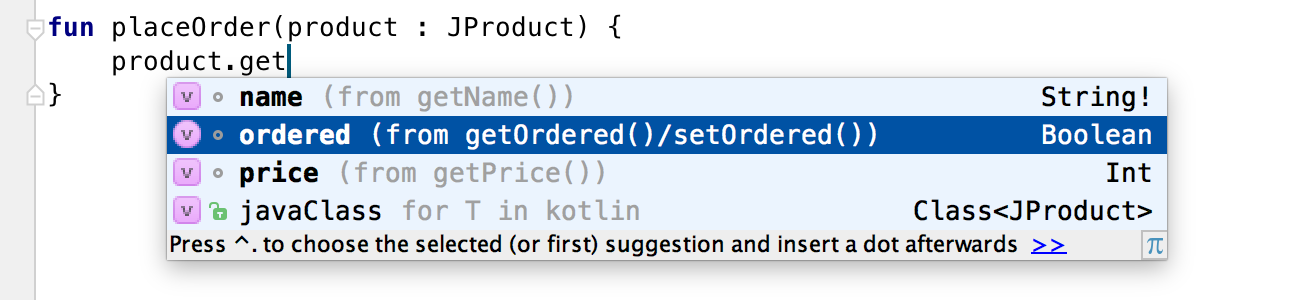 fun placeOrder(product : JProduct) {
product.get
}
v name (from getName()) String!
v ordered (from getOrdered()/setOrdered()) Boolean
v price (from getPrice()) Int
v javaClass for T in kotlin Class<JProduct>
Press ^. to choose the selected (or first) suggestion and insert a dot afterwards >> π